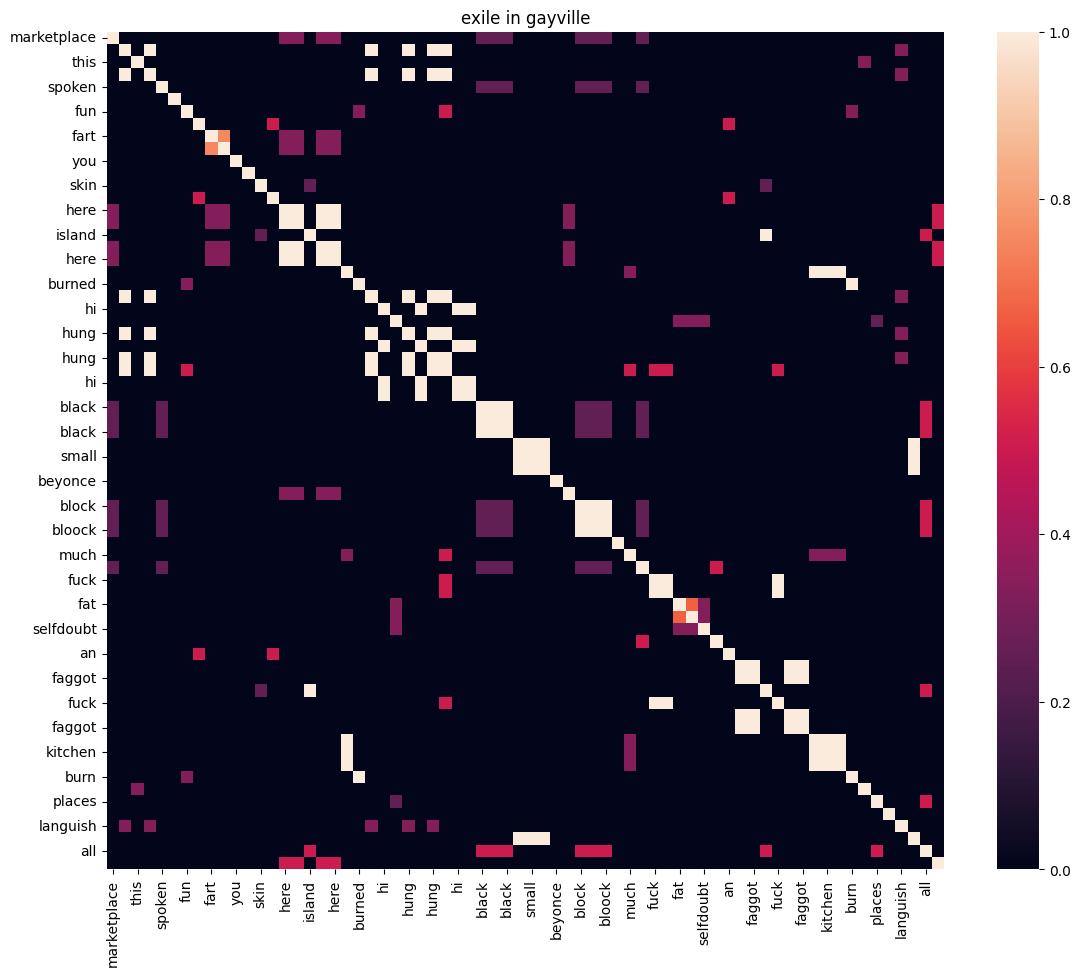 exile in gayville
marketplace
this
spoken
fun
fart
you
skin
here
island
here
burned
hi
hung
hung
hi
black
black
small
beyonce
block
bloock
much
fuck
fat
selfdoubt
an
faggot
fuck
faggot
kitchen
burn
places
languish
all
marketplace
this
spoken
fun
fart
you
skin
here
island
here
burned
hi
hung
hung
hi
black
black
small
beyonce
block
bloock
much
fuck
fat
selfdoubt
an
faggot
fuck
faggot
kitchen
burn
places
languish
all
1.0
0.8
0.6
0.4
0.2
0.0